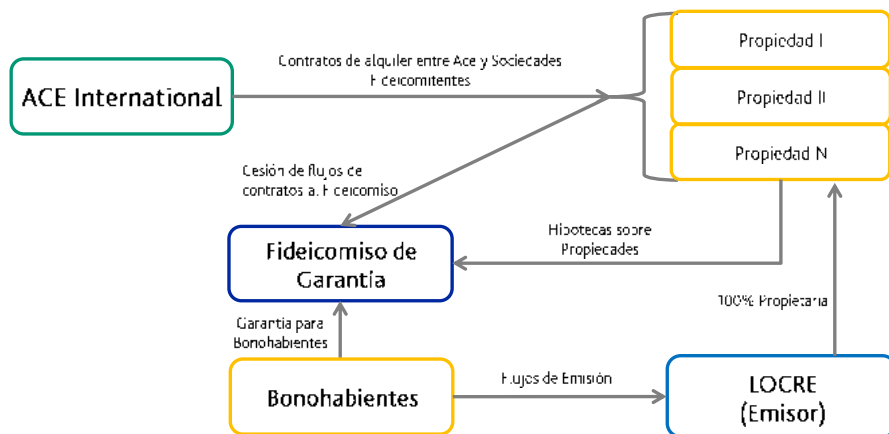 Propiedad I
Contratos de alquiler entre Ace y Sociedades
Fideicomitentes
ACE International
Propiedad II
Propiedad N
Cesión de flujos de
contratos al Fideicomiso
Fideicomiso de
Garantía
Hipotecas sobre
Propiedades
100% Propietaria
Garantía para
Bonohabientes
Bonohabientes
Flujos de Emisión
LOCRE
(Emisor)